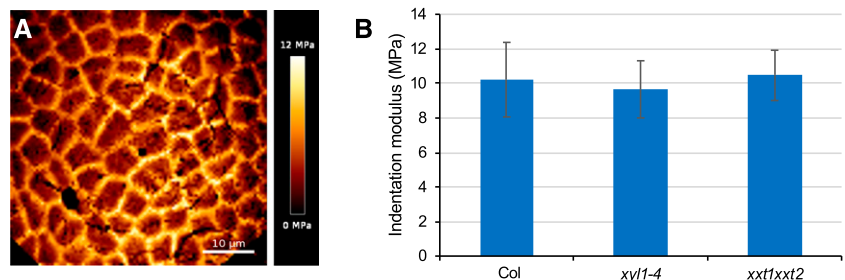 A
12 MPa
0 MPa
10 µm
B
Indentation modulus (MPa)
14
12
10
8
6
4
2
0
Col
xyl1-4
xxt1xxt2